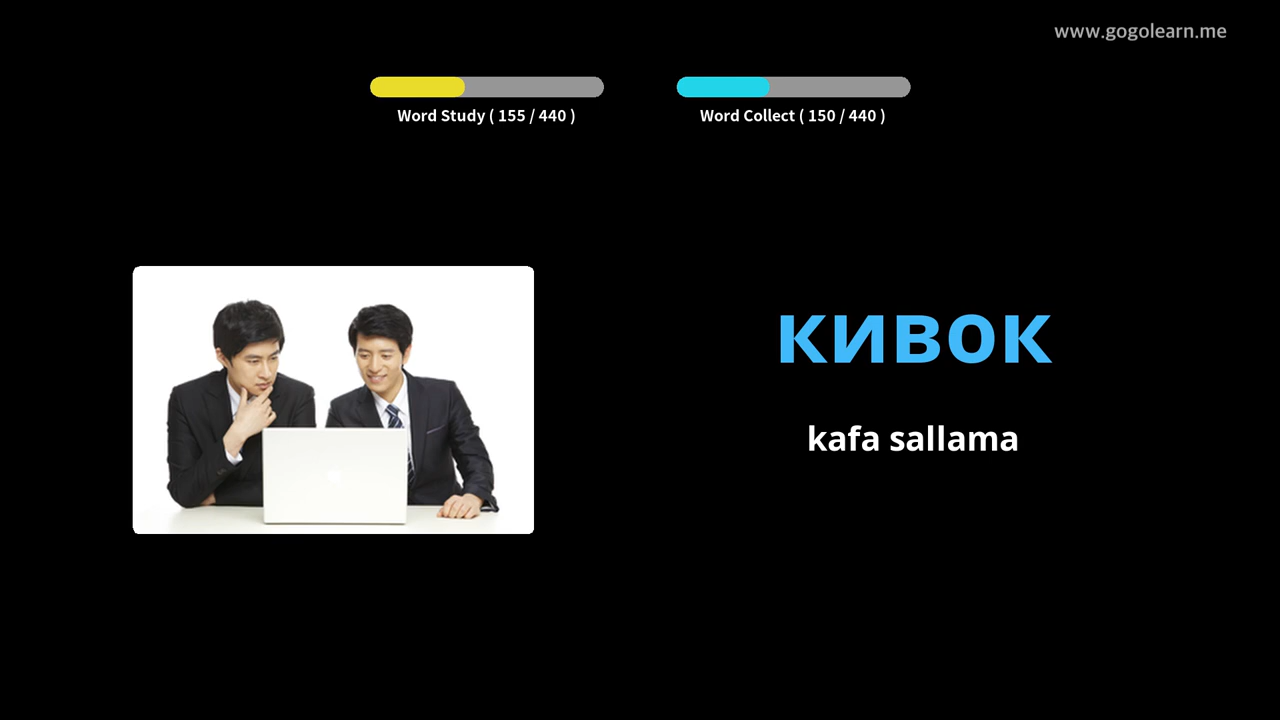 www.gogolearn.me
Word Study ( 155 / 440 )
Word Collect ( 150 / 440 )
кивок
kafa sallama